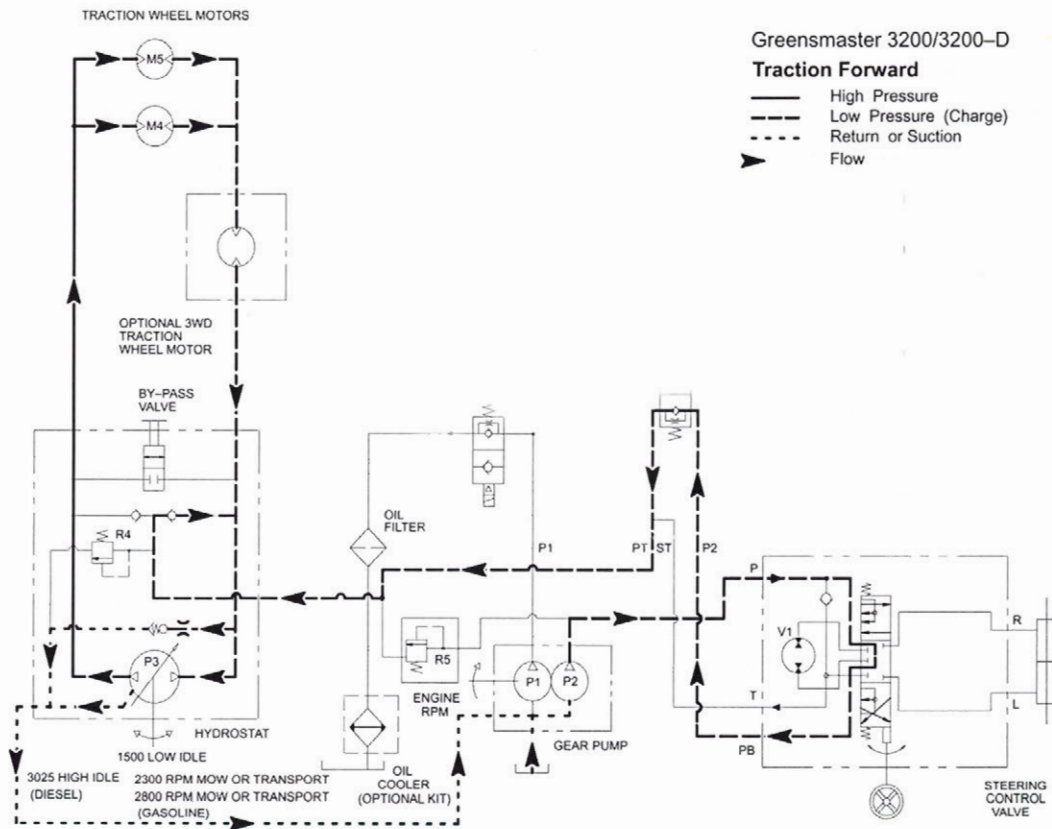 TRACTION WHEEL MOTORS
Greensmaster 3200/3200–D
Traction Forward
High Pressure
Low Pressure (Charge)
Return or Suction
Flow
M5
M4
OPTIONAL 3WD
TRACTION
WHEEL MOTOR
BY–PASS
VALVE
R4
OIL
FILTER
P1
PT
ST
P2
P
R
V1
R5
P3
ENGINE
RPM
P1
P2
T
L
HYDROSTAT
GEAR PUMP
PB
1500 LOW IDLE
3025 HIGH IDLE
(DIESEL)
2300 RPM MOW OR TRANSPORT
2800 RPM MOW OR TRANSPORT
(GASOLINE)
OIL
COOLER
(OPTIONAL KIT)
STEERING
CONTROL
VALVE